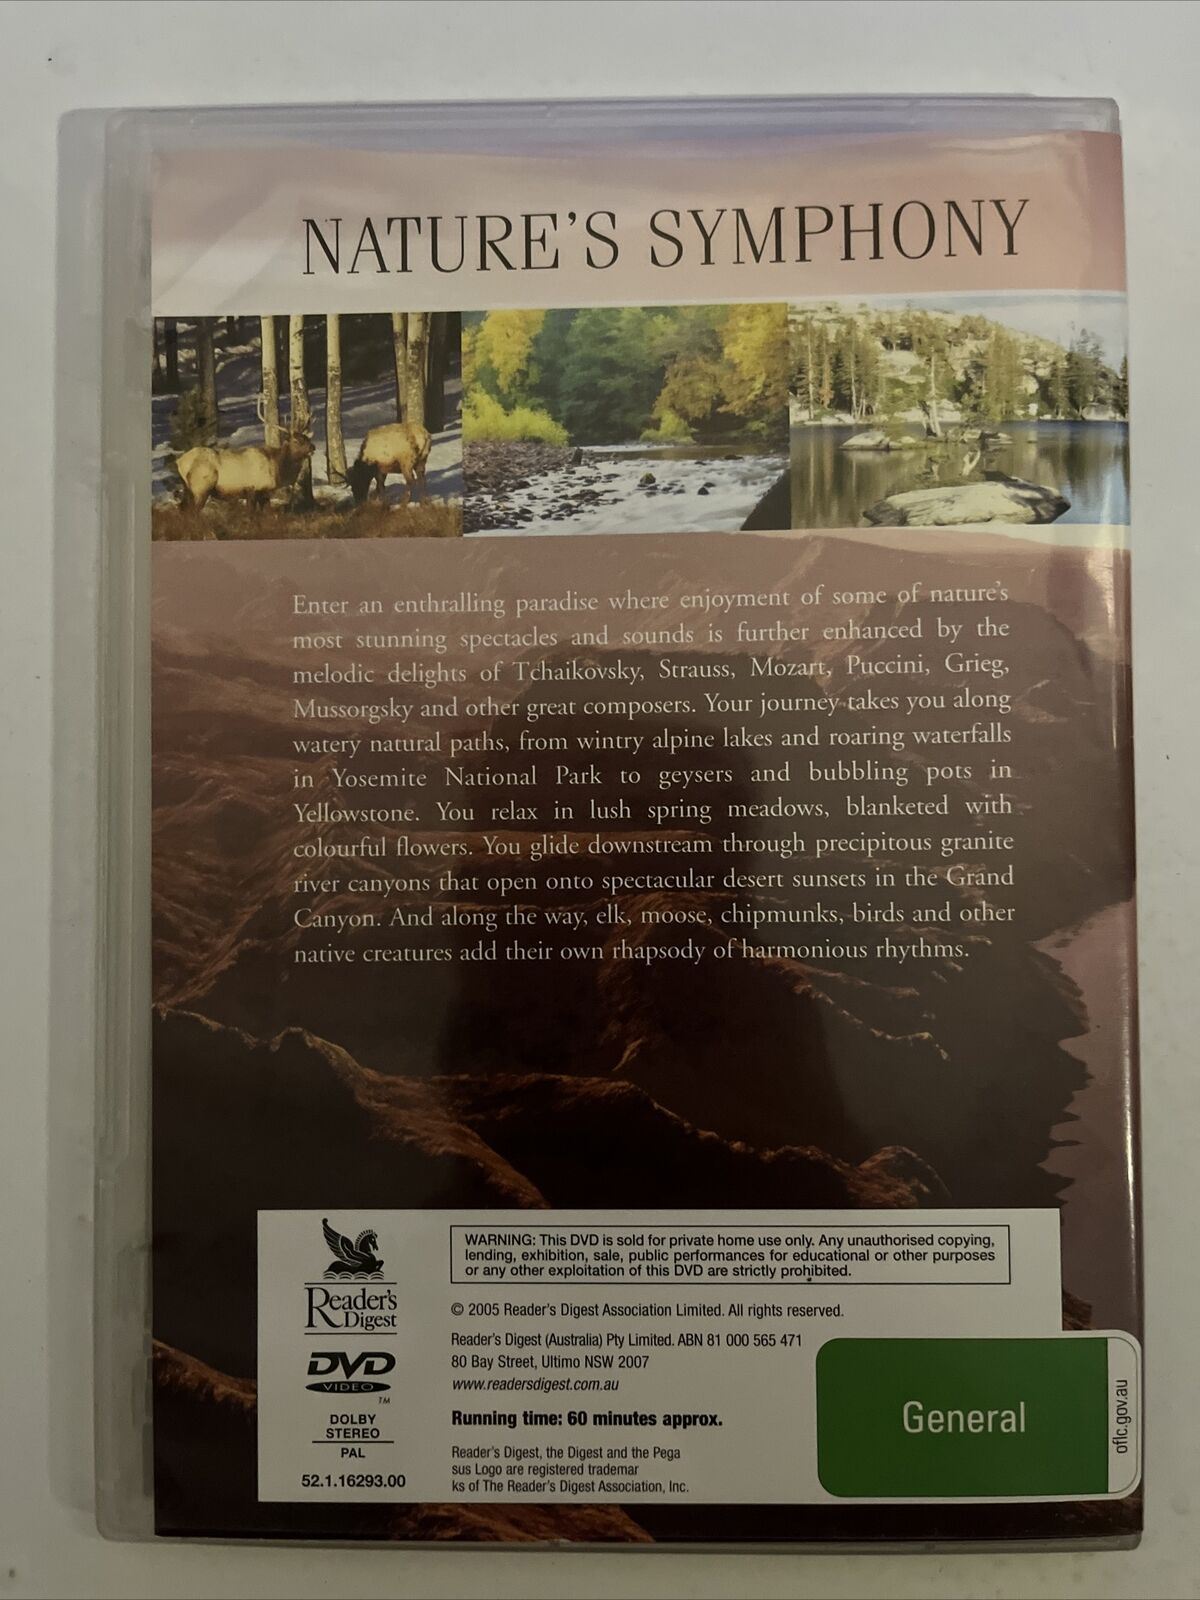 NATURE'S SYMPHONY
Enter an enthralling paradise where enjoyment of some of nature's
most stunning spectacles and sounds is further enhanced by the
melodic delights of Tchaikovsky, Strauss, Mozart, Puccini, Grieg,
Mussorgsky and other great composers. Your journey takes you along
watery natural paths, from wintry alpine lakes and roaring waterfalls
in Yosemite National Park to geysers and bubbling pots in
Yellowstone. You relax in lush spring meadows, blanketed with
colourful flowers. You glide downstream through precipitous granite
river canyons that open onto spectacular desert sunsets in the Grand
Canyon. And along the way, elk, moose, chipmunks, birds and other
native creatures add their own rhapsody of harmonious rhythms.
Reader's
Digest
DVD
VIDEO
TM
DOLBY
STEREO
PAL
52.1.16293.00
WARNING: This DVD is sold for private home use only. Any unauthorised copying,
lending, exhibition, sale, public performances for educational or other purposes
or any other exploitation of this DVD are strictly prohibited.
© 2005 Reader's Digest Association Limited. All rights reserved.
Reader's Digest (Australia) Pty Limited. ABN 81 000 565 471
80 Bay Street, Ultimo NSW 2007
www.readersdigest.com.au
Running time: 60 minutes approx.
Reader's Digest, the Digest and the Pega
sus Logo are registered trademar
ks of The Reader's Digest Association, Inc.
General
oflc.gov.au